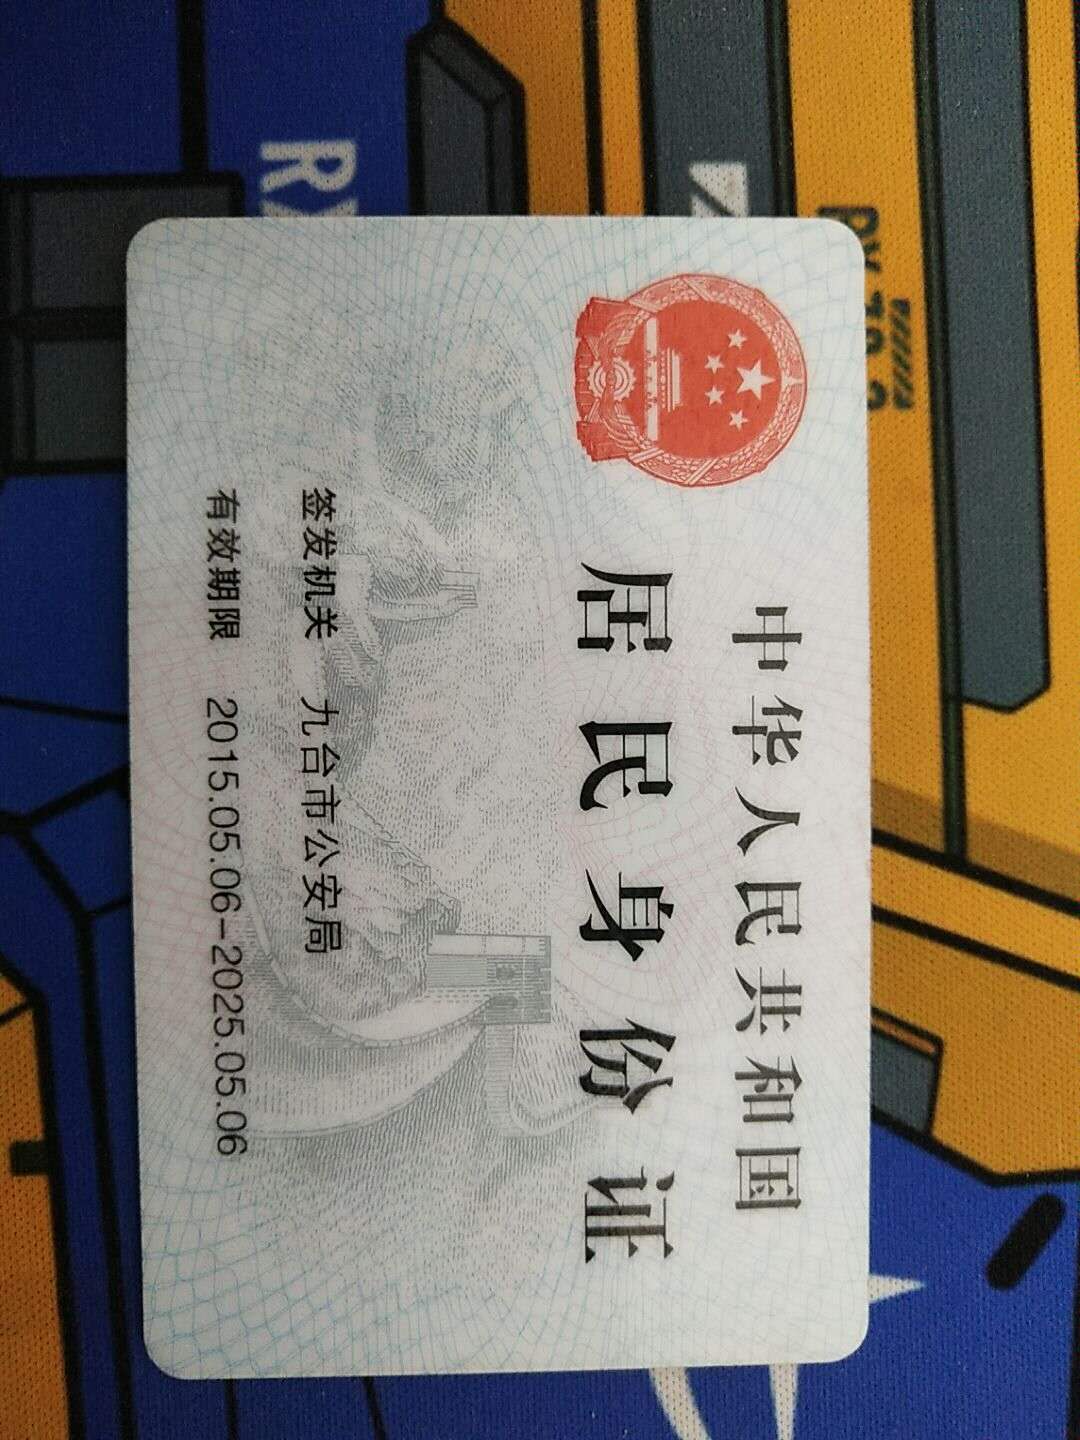 中华人民共和国
居民身份证
签发机关 九台市公安局
有效期限 2015.05.06-2025.05.06
RX